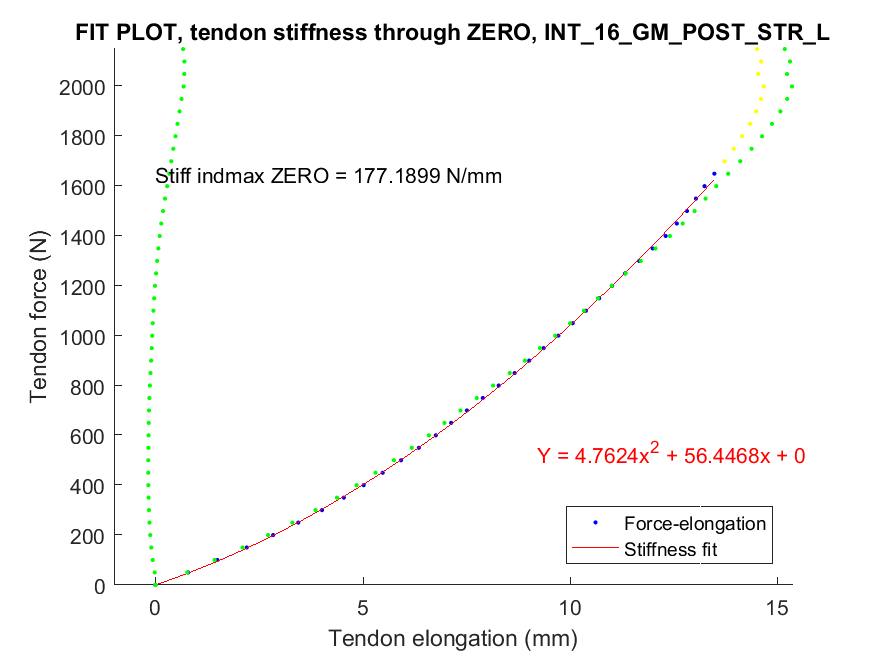 FIT PLOT, tendon stiffness through ZERO, INT_16_GM_POST_STR_L
2000
1800
Stiff indmax ZERO = 177.1899 N/mm
1600
1400
1200
1000
800
600
Y = 4.7624x² + 56.4468x + 0
400
200
0
Force-elongation
Stiffness fit
0 5 10 15
Tendon elongation (mm)
Tendon force (N)